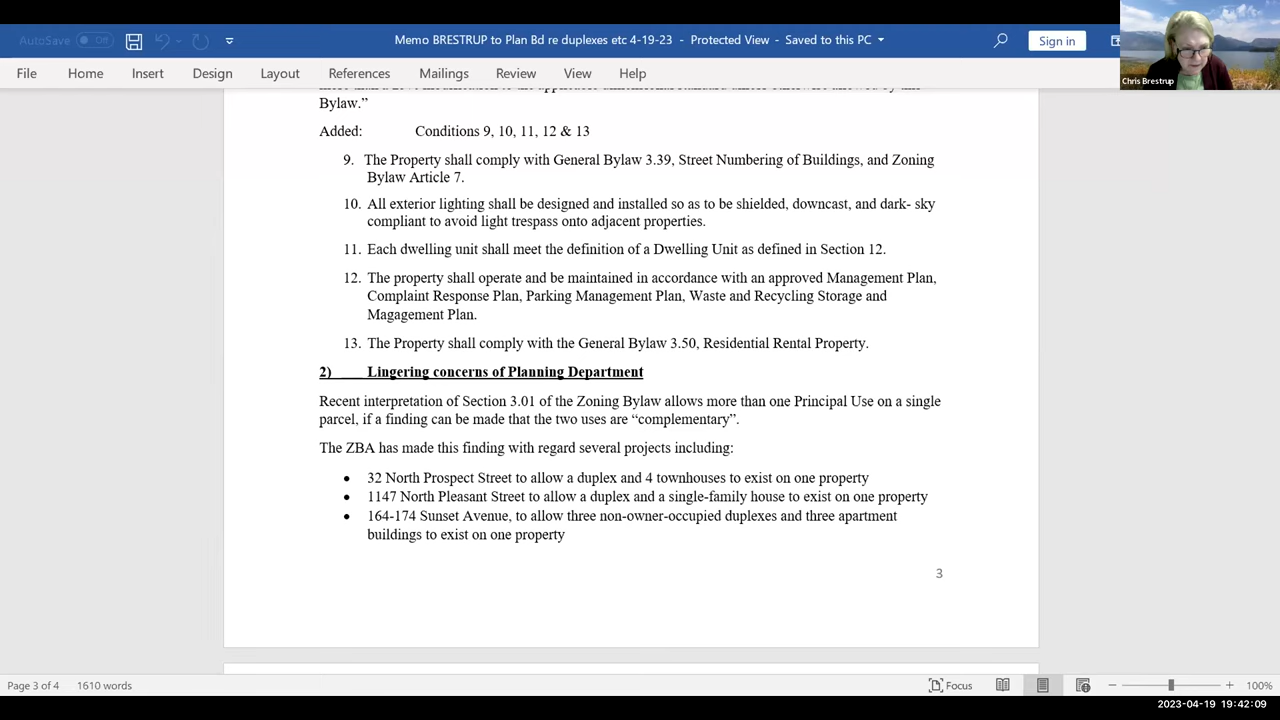 AutoSave Off Memo BRESTRUP to Plan Bd re duplexes etc 4-19-23 - Protected View - Saved to this PC Sign in
File Home Insert Design Layout References Mailings Review View Help
Chris Brestrup
Bylaw.”
Added: Conditions 9, 10, 11, 12 & 13
9. The Property shall comply with General Bylaw 3.39, Street Numbering of Buildings, and Zoning
Bylaw Article 7.
10. All exterior lighting shall be designed and installed so as to be shielded, downcast, and dark- sky
compliant to avoid light trespass onto adjacent properties.
11. Each dwelling unit shall meet the definition of a Dwelling Unit as defined in Section 12.
12. The property shall operate and be maintained in accordance with an approved Management Plan,
Complaint Response Plan, Parking Management Plan, Waste and Recycling Storage and
Magagement Plan.
13. The Property shall comply with the General Bylaw 3.50, Residential Rental Property.
2) Lingering concerns of Planning Department
Recent interpretation of Section 3.01 of the Zoning Bylaw allows more than one Principal Use on a single
parcel, if a finding can be made that the two uses are “complementary”.
The ZBA has made this finding with regard several projects including:
• 32 North Prospect Street to allow a duplex and 4 townhouses to exist on one property
• 1147 North Pleasant Street to allow a duplex and a single-family house to exist on one property
• 164-174 Sunset Avenue, to allow three non-owner-occupied duplexes and three apartment
buildings to exist on one property
3
Page 3 of 4 1610 words Focus 100%
2023-04-19 19:42:09